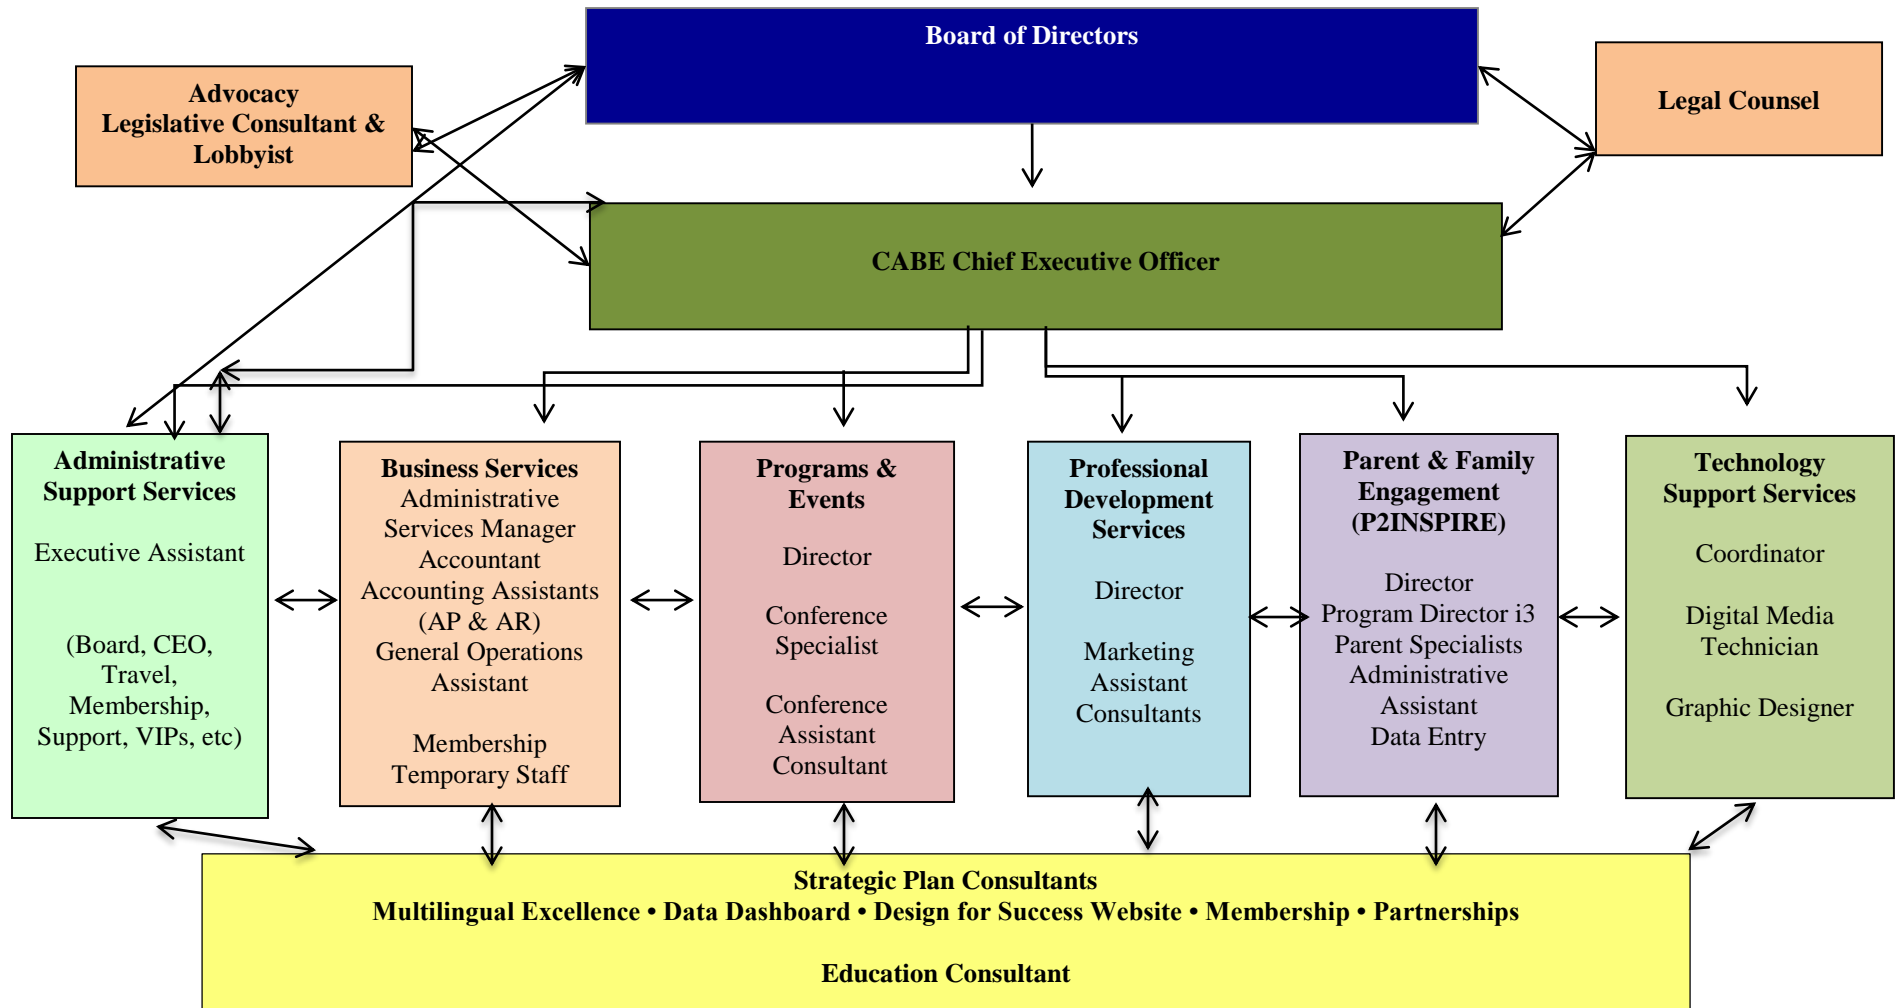 Board of Directors
Advocacy
Legislative Consultant &
Lobbyist
Legal Counsel
CABE Chief Executive Officer
Administrative
Support Services
Executive Assistant
(Board, CEO,
Travel,
Membership,
Support, VIPs, etc)
Business Services
Administrative
Services Manager
Accountant
Accounting Assistants
(AP & AR)
General Operations
Assistant
Membership
Temporary Staff
Programs &
Events
Director
Conference
Specialist
Conference
Assistant
Consultant
Professional
Development
Services
Director
Marketing
Assistant
Consultants
Parent & Family
Engagement
(P2INSPIRE)
Director
Program Director i3
Parent Specialists
Administrative
Assistant
Data Entry
Technology
Support Services
Coordinator
Digital Media
Technician
Graphic Designer
Strategic Plan Consultants
Multilingual Excellence • Data Dashboard • Design for Success Website • Membership • Partnerships
Education Consultant